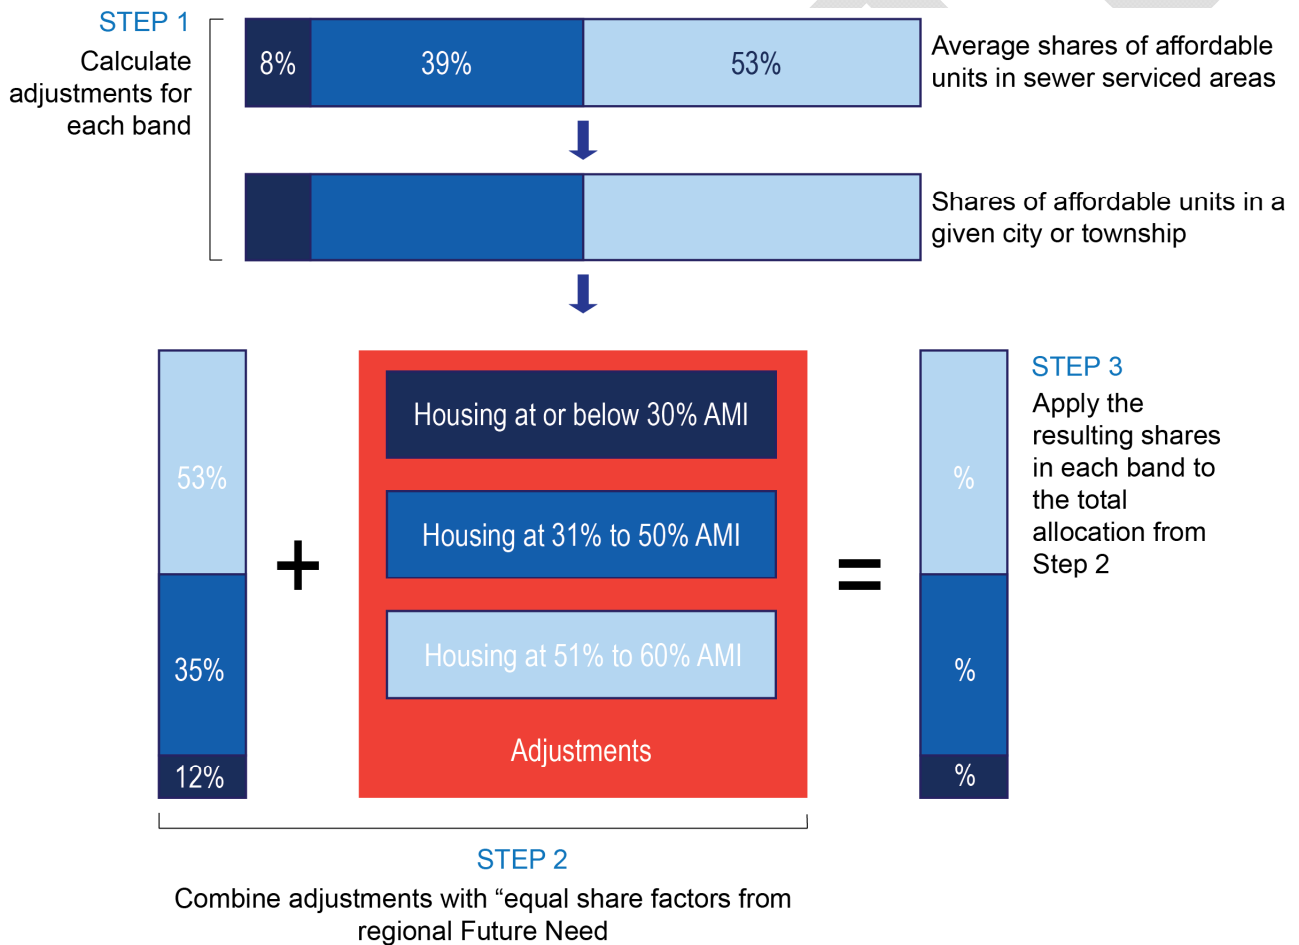 STEP 1
Calculate
adjustments for
each band
8%
39%
53%
Average shares of affordable
units in sewer serviced areas
Shares of affordable units in a
given city or township
53%
35%
12%
+
Housing at or below 30% AMI
Housing at 31% to 50% AMI
Housing at 51% to 60% AMI
Adjustments
=
%
%
%
STEP 3
Apply the
resulting shares
in each band to
the total
allocation from
Step 2
STEP 2
Combine adjustments with “equal share factors from
regional Future Need